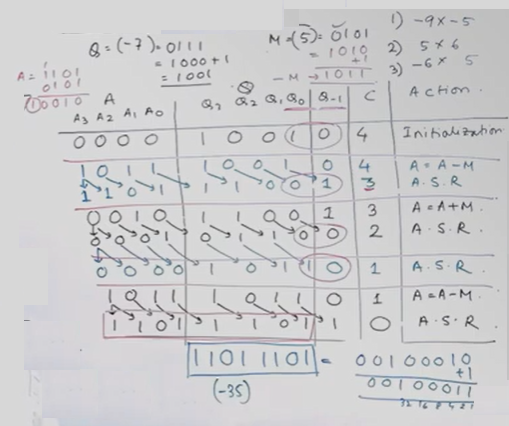 Q = (-7) = 0111
= 1000+1
= 1001
M = (5) = 0101
= 1010
+1
-M → 1011
1) -9 x -5
2) 5 x 6
3) -6 x 5
1
A = 1101
0101
①0010
A Q
A3 A2 A1 A0 Q3 Q2 Q1 Q0 Q-1 C Action.
0 0 0 0 1 0 0 1 0 4 Initialization
1 0 1 1 1 0 0 1 0 4 A = A-M
1 1 0 1 1 1 0 0 1 3 A.S.R
0 0 1 0 1 1 0 0 1 3 A = A+M.
0 0 0 1 0 1 1 0 0 2 A.S.R.
0 0 0 0 1 0 1 1 0 1 A.S.R.
1 0 1 1 1 0 1 1 0 1 A=A-M.
1 1 0 1 1 1 0 1 1 0 A.S.R.
1101 1101 = 00100010
+1
00100011
32 16 8 4 2 1
(-35)